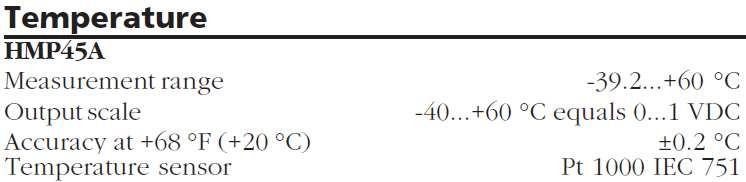 Temperature
HMP45A
Measurement range -39.2...+60 °C
Output scale -40...+60 °C equals 0...1 VDC
Accuracy at +68 °F (+20 °C) ±0.2 °C
Temperature sensor Pt 1000 IEC 751